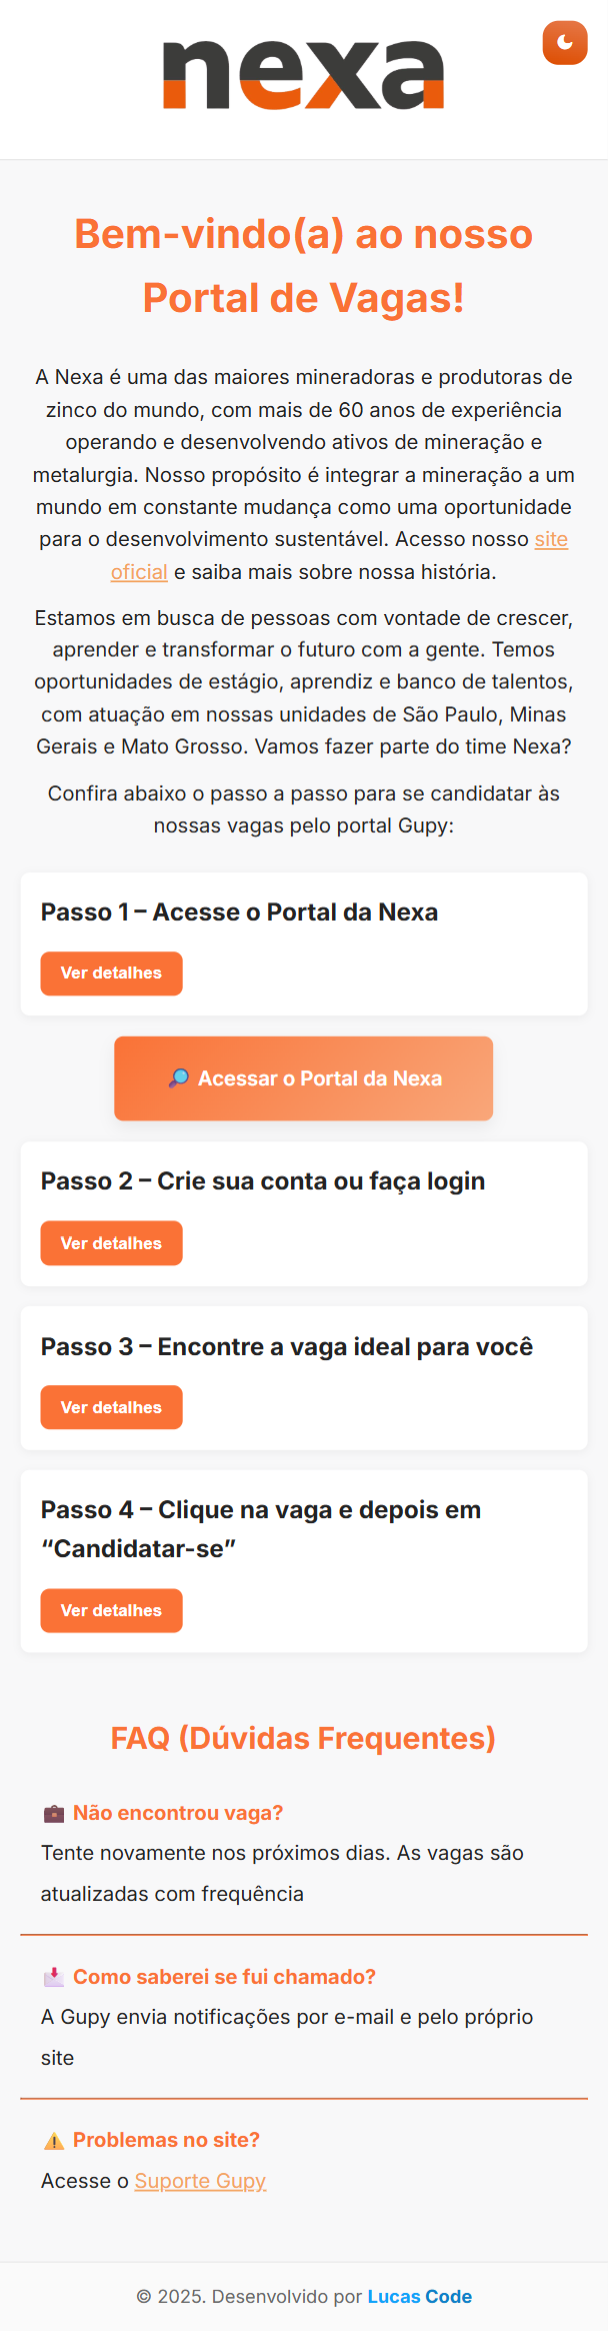 nexa
Bem-vindo(a) ao nosso
Portal de Vagas!
A Nexa é uma das maiores mineradoras e produtoras de
zinco do mundo, com mais de 60 anos de experiência
operando e desenvolvendo ativos de mineração e
metalurgia. Nosso propósito é integrar a mineração a um
mundo em constante mudança como uma oportunidade
para o desenvolvimento sustentável. Acesso nosso site
oficial e saiba mais sobre nossa história.
Estamos em busca de pessoas com vontade de crescer,
aprender e transformar o futuro com a gente. Temos
oportunidades de estágio, aprendiz e banco de talentos,
com atuação em nossas unidades de São Paulo, Minas
Gerais e Mato Grosso. Vamos fazer parte do time Nexa?
Confira abaixo o passo a passo para se candidatar às
nossas vagas pelo portal Gupy:
Passo 1 – Acesse o Portal da Nexa
Ver detalhes
🔎 Acessar o Portal da Nexa
Passo 2 – Crie sua conta ou faça login
Ver detalhes
Passo 3 – Encontre a vaga ideal para você
Ver detalhes
Passo 4 – Clique na vaga e depois em
“Candidatar-se”
Ver detalhes
FAQ (Dúvidas Frequentes)
💼 Não encontrou vaga?
Tente novamente nos próximos dias. As vagas são
atualizadas com frequência
📩 Como saberei se fui chamado?
A Gupy envia notificações por e-mail e pelo próprio
site
⚠️ Problemas no site?
Acesse o Suporte Gupy
© 2025. Desenvolvido por Lucas Code